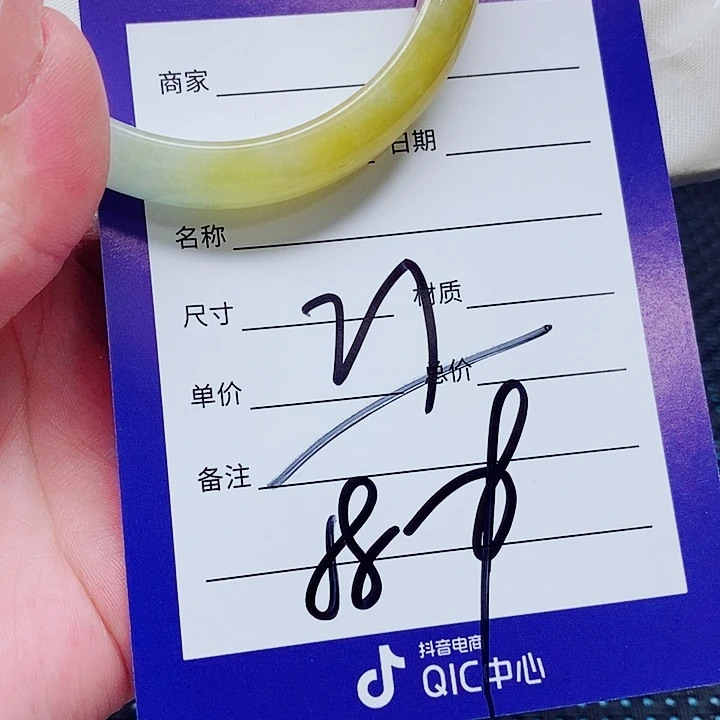 商家
日期
名称
尺寸 材质
单价 总价
备注
抖音电商
QIC中心